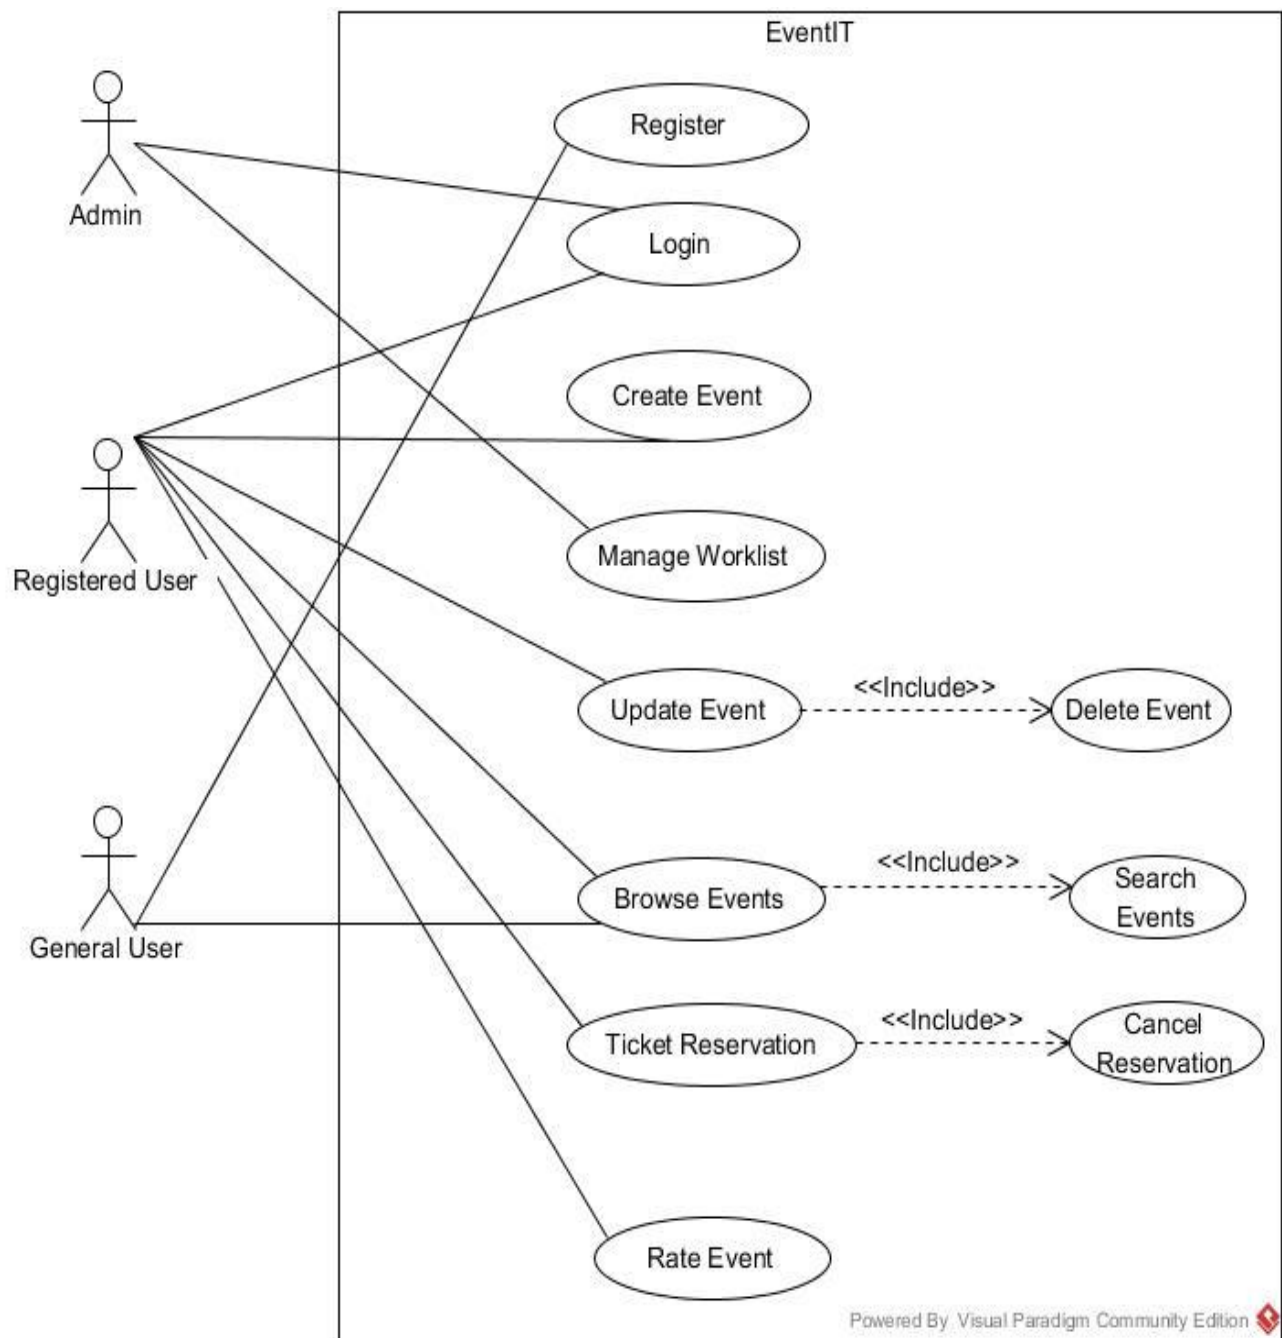 EventIT
Register
Admin
Login
Create Event
Manage Worklist
Registered User
<<Include>>
Update Event
Delete Event
<<Include>>
Search
Events
Browse Events
General User
<<Include>>
Cancel
Reservation
Ticket Reservation
Rate Event
Powered By Visual Paradigm Community Edition